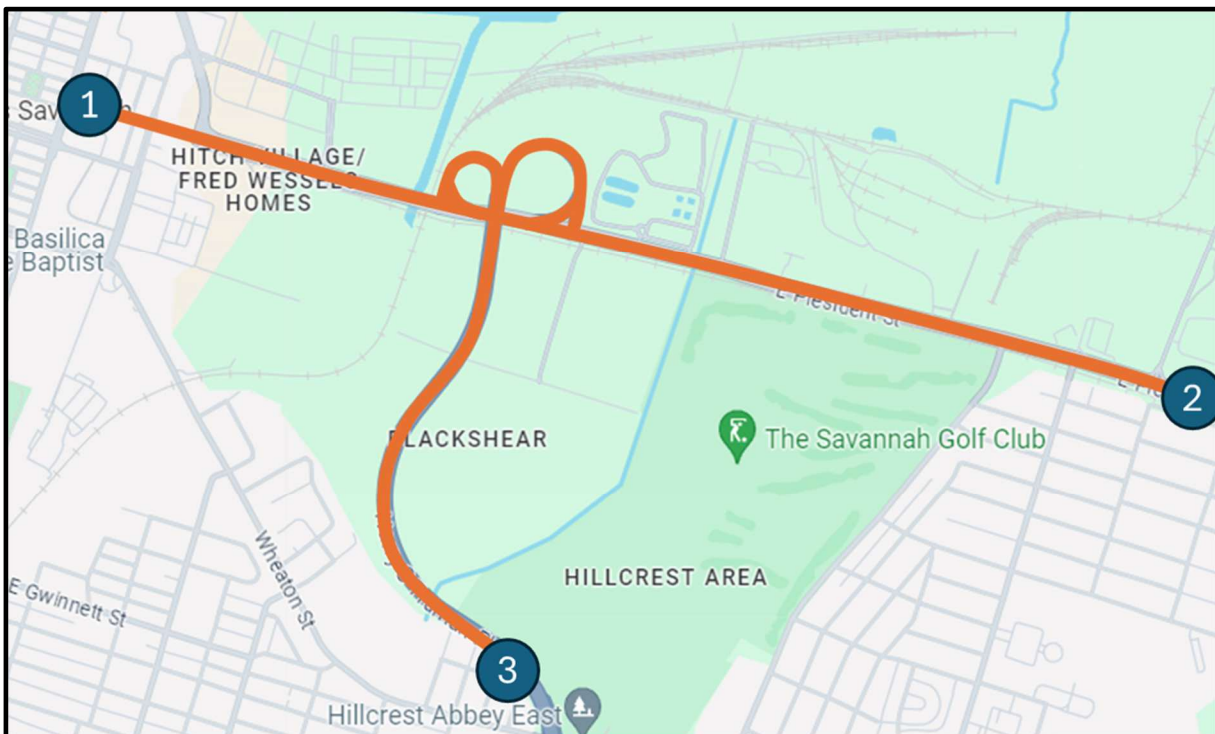 1
Sav
HITCH VILLAGE/
FRED WESSELS
HOMES
Basilica
e Baptist
E President St
2
BLACKSHEAR
The Savannah Golf Club
Wheaton St
HILLCREST AREA
E Gwinnett St
3
Hillcrest Abbey East